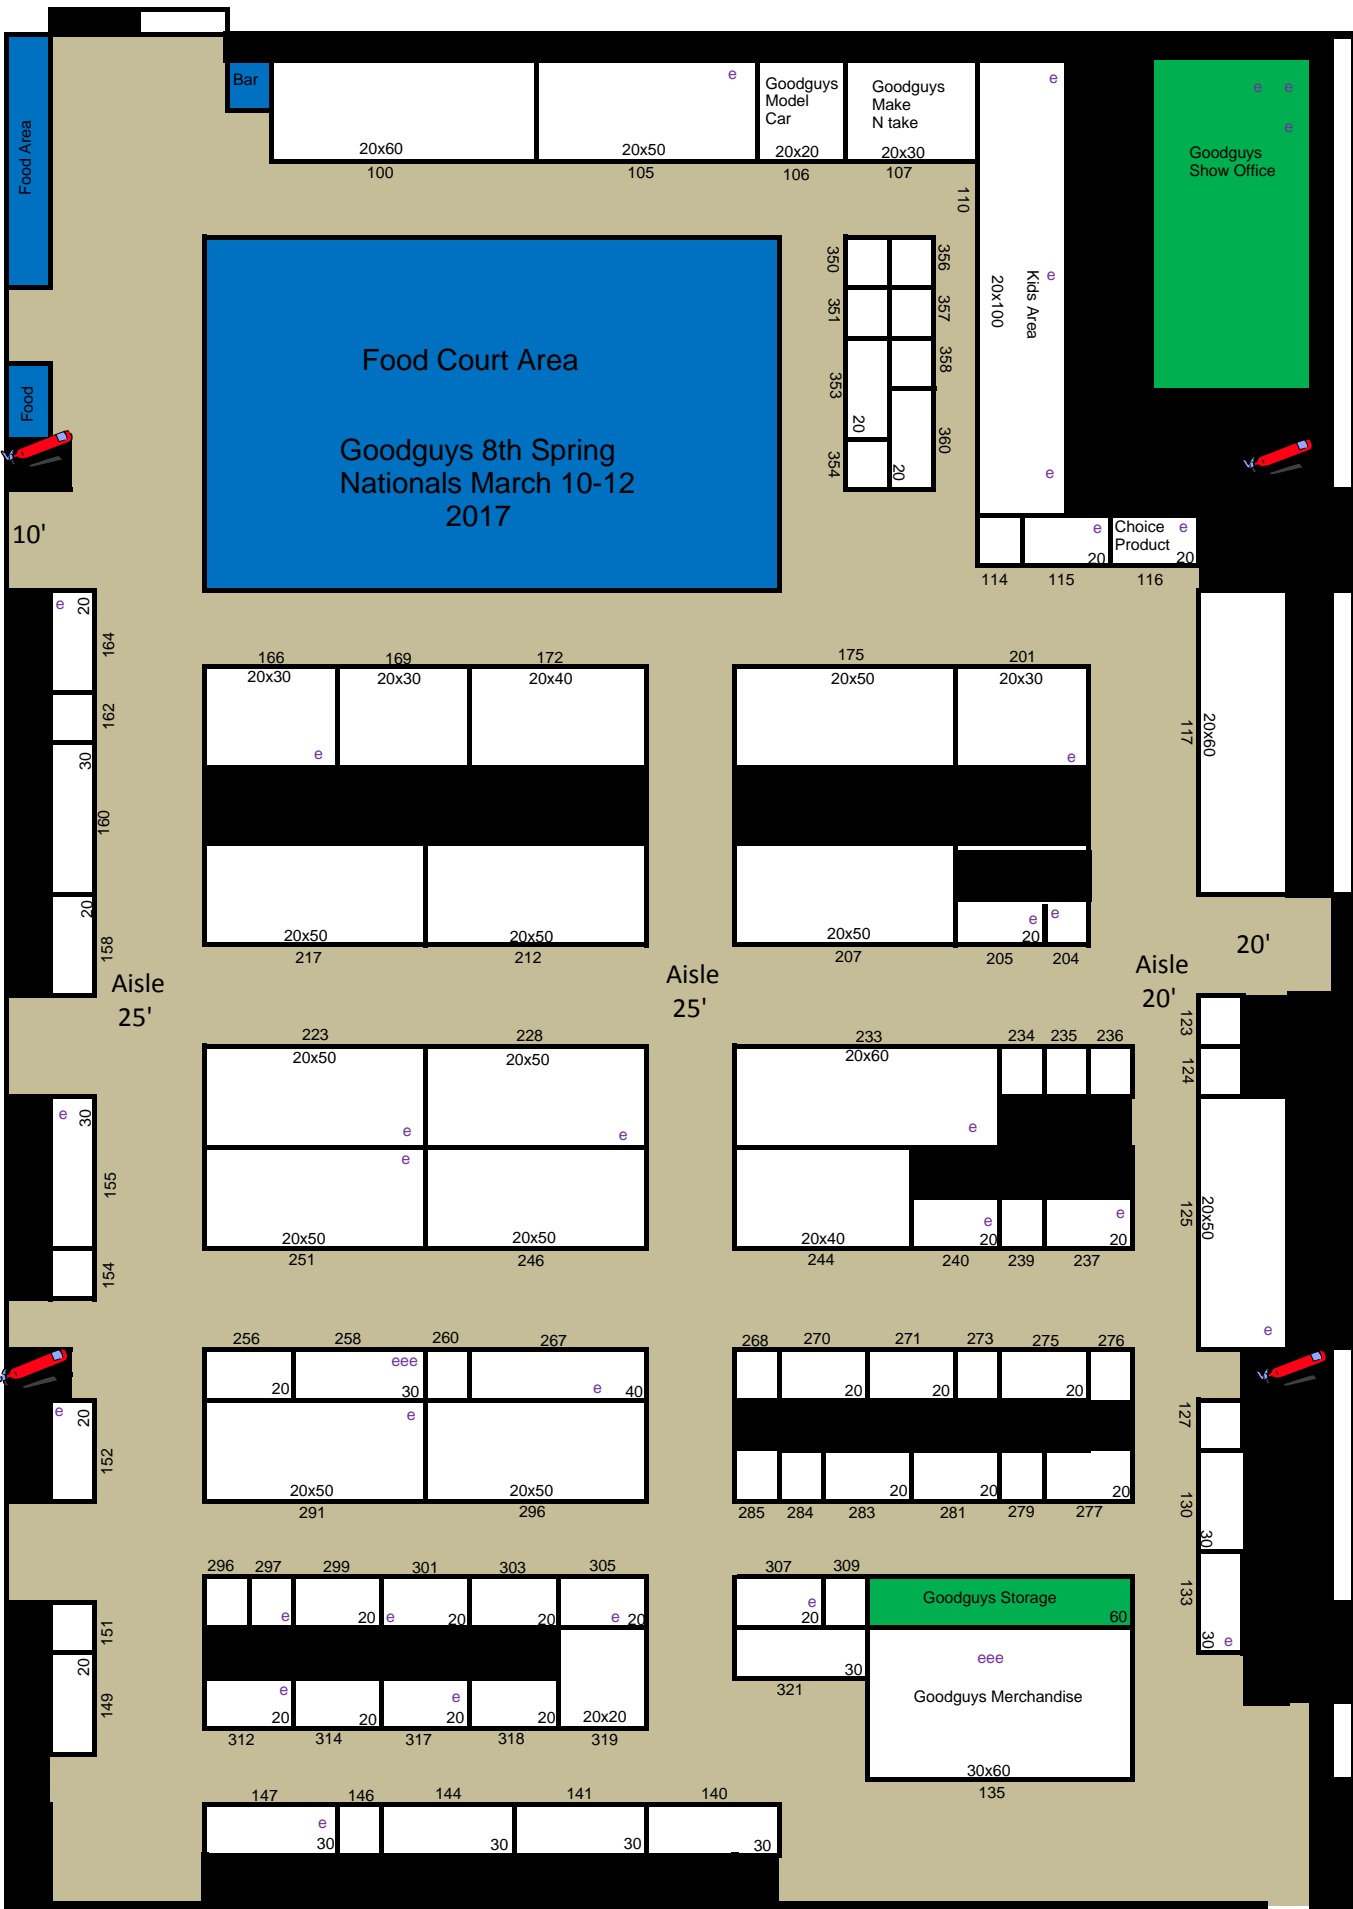 Bar
e
Goodguys
Model
Car
Goodguys
Make
N take
e
e e
e
Goodguys
Show Office
Food Area
20x60
20x50
20x20
20x30
100
105
106
107
110
350
356
351
357
353
358
354
360
20
20
20x100
Kids Area
e
e
Food Court Area
Goodguys 8th Spring
Nationals March 10-12
2017
Food
10'
e
20
Choice
Product
e
20
114
115
116
e
20
164
162
30
160
20
158
166
169
172
175
201
20x30
20x30
20x40
20x50
20x30
e
e
117
20x60
20x50
20x50
20x50
e
20
e
217
212
207
205
204
Aisle
25'
Aisle
25'
Aisle
20'
20'
223
228
233
234
235
236
20x50
20x50
20x60
e
e
e
123
124
e
30
155
154
e
20x50
20x50
20x40
e
20
e
20
251
246
244
240
239
237
125
20x50
e
256
258
260
267
268
270
271
273
275
276
20
eee
30
e
40
20
20
20
e
20
152
e
20x50
20x50
20
20
20
291
296
285
284
283
281
279
277
127
130
30
133
30
e
296
297
299
301
303
305
307
309
e
20
e
20
20
e
20
e
20
Goodguys Storage
60
151
20
149
e
20
20
e
20
20
20x20
312
314
317
318
319
30
321
eee
Goodguys Merchandise
30x60
135
147
146
144
141
140
e
30
30
30
30